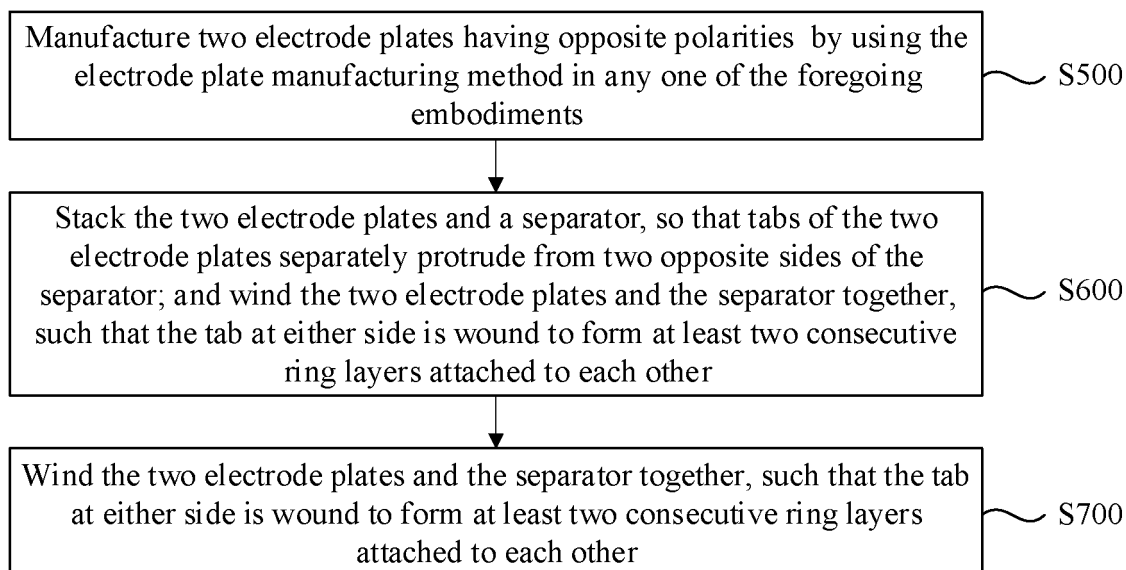 Manufacture two electrode plates having opposite polarities by using the
electrode plate manufacturing method in any one of the foregoing
embodiments
S500
Stack the two electrode plates and a separator, so that tabs of the two
electrode plates separately protrude from two opposite sides of the
separator; and wind the two electrode plates and the separator together,
such that the tab at either side is wound to form at least two consecutive
ring layers attached to each other
S600
Wind the two electrode plates and the separator together, such that the tab
at either side is wound to form at least two consecutive ring layers
attached to each other
S700